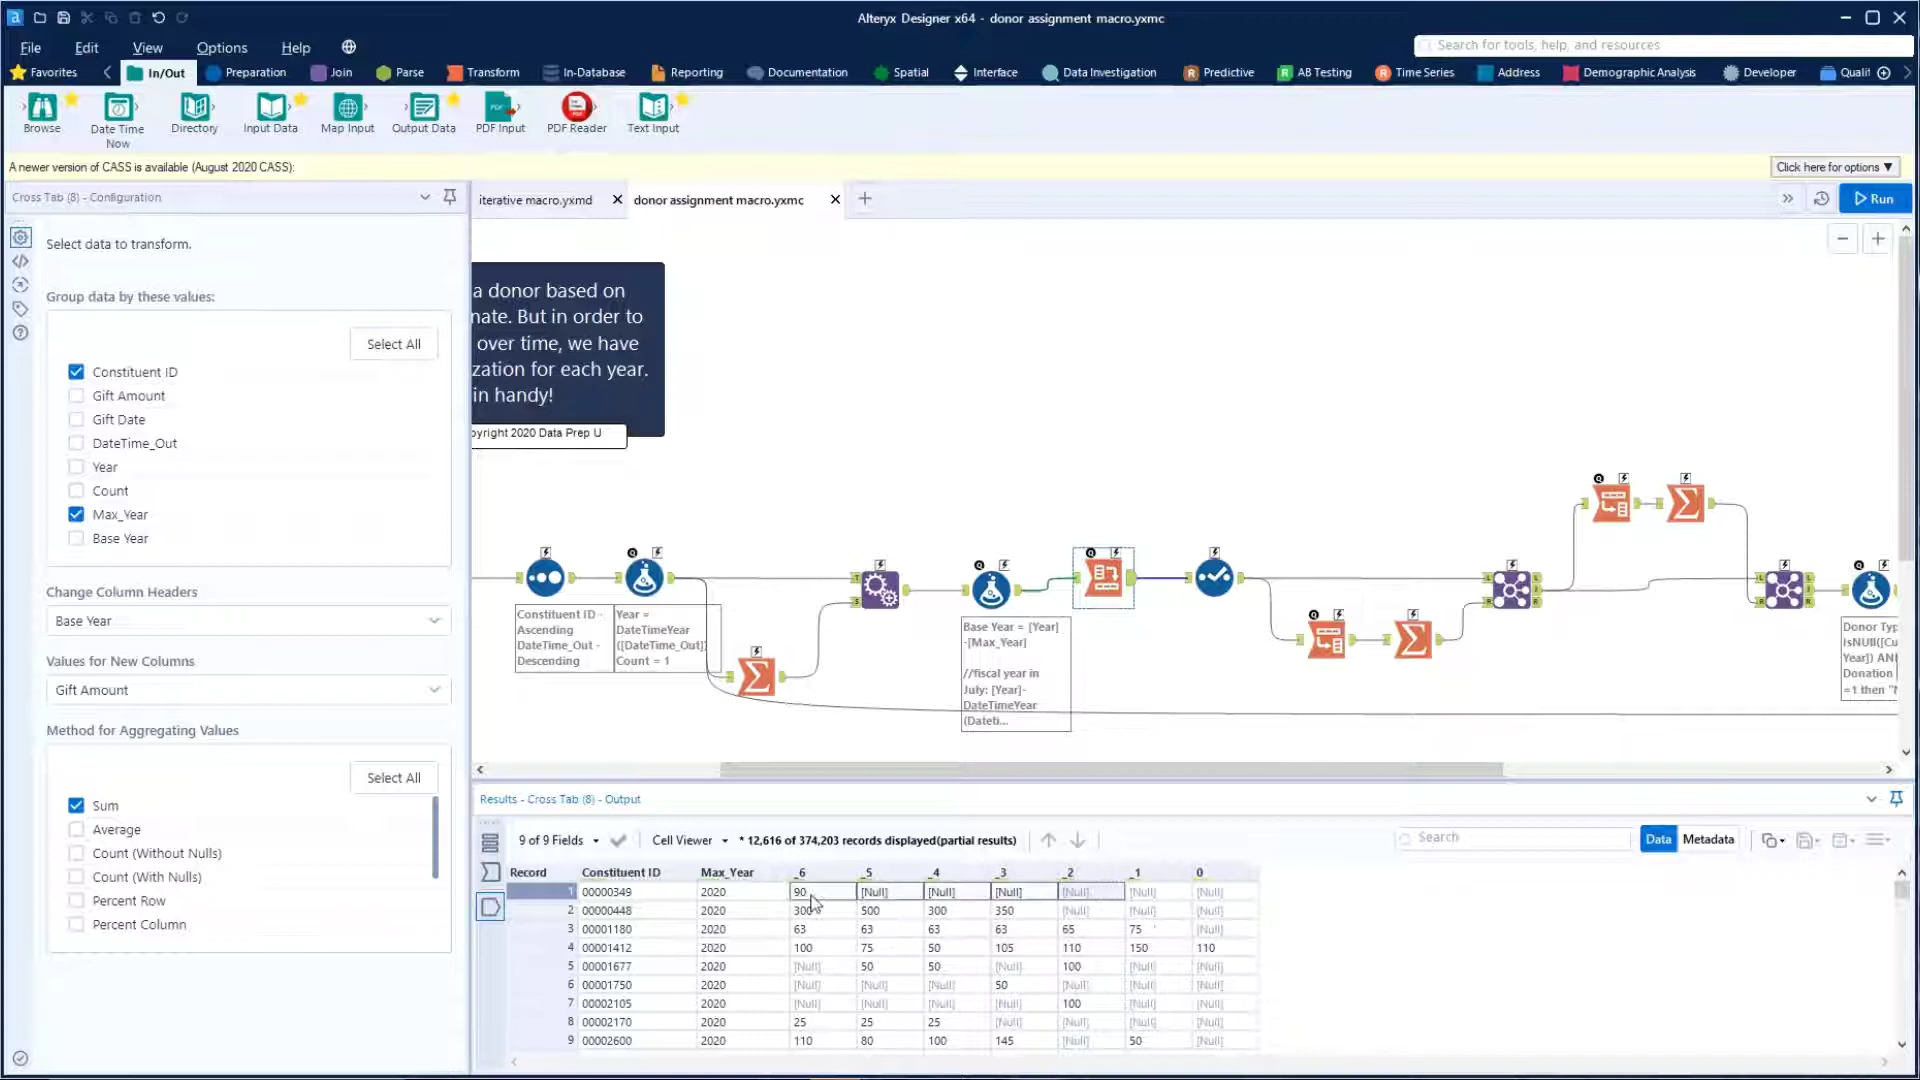 Alteryx Designer x64 - donor assignment macro.yxmc
File Edit View Options Help
Search for tools, help, and resources
Favorites In/Out Preparation Join Parse Transform In-Database Reporting Documentation Spatial Interface Data Investigation Predictive AB Testing Time Series Address Demographic Analysis Developer Qualit
Browse Date Time Now Directory Input Data Map Input Output Data PDF Input PDF Reader Text Input
A newer version of CASS is available (August 2020 CASS):
Click here for options ▼
Cross Tab (8) - Configuration
iterative macro.yxmd
donor assignment macro.yxmc
Run
Select data to transform.
Group data by these values:
Select All
Constituent ID
Gift Amount
Gift Date
DateTime_Out
Year
Count
Max_Year
Base Year
Change Column Headers
Base Year
Values for New Columns
Gift Amount
Method for Aggregating Values
Select All
Sum
Average
Count (Without Nulls)
Count (With Nulls)
Percent Row
Percent Column
a donor based on
nate. But in order to
over time, we have
zation for each year.
in handy!
pyright 2020 Data Prep U
Constituent ID -
Ascending
DateTime_Out -
Descending
Year =
DateTimeYear
([DateTime_Out])
Count = 1
Base Year = [Year]
-[Max_Year]
//fiscal year in
July: [Year]-
DateTimeYear
(Dateti...
Donor Typ
IsNULL([Cu
Year]) ANI
Donation
=1 then "N
Results - Cross Tab (8) - Output
9 of 9 Fields Cell Viewer * 12,616 of 374,203 records displayed(partial results) Search Data Metadata
Record Constituent ID Max_Year _6 _5 _4 _3 _2 _1 0
1 00000349 2020 90 [Null] [Null] [Null] [Null] [Null] [Null]
2 00000448 2020 300 500 300 350 [Null] [Null] [Null]
3 00001180 2020 63 63 63 63 65 75 [Null]
4 00001412 2020 100 75 50 105 110 150 110
5 00001677 2020 [Null] 50 50 [Null] 100 [Null] [Null]
6 00001750 2020 [Null] [Null] [Null] 50 [Null] [Null] [Null]
7 00002105 2020 [Null] [Null] [Null] [Null] 100 [Null] [Null]
8 00002170 2020 25 25 25 [Null] [Null] [Null] [Null]
9 00002600 2020 110 80 100 145 [Null] 50 [Null]